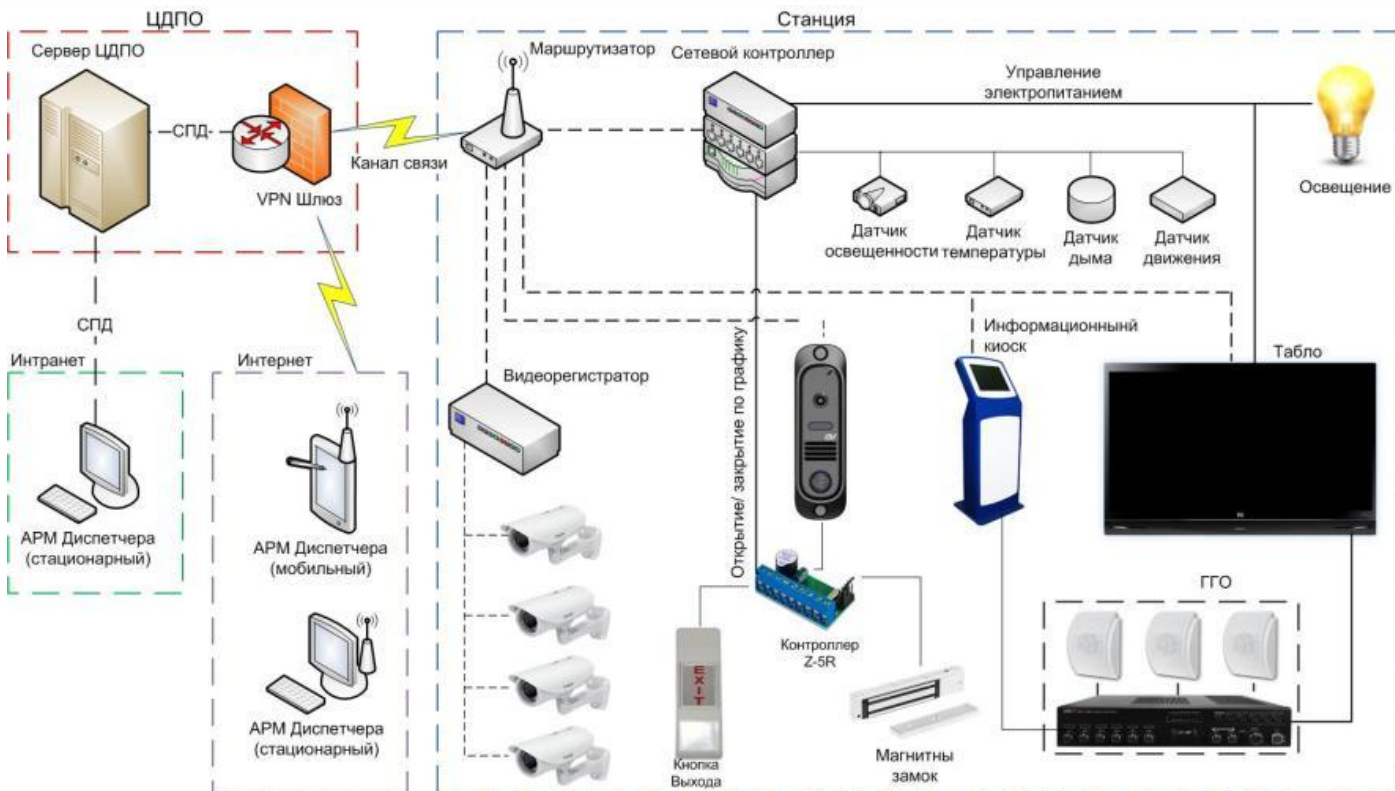 ЦДПО
Станция
Сервер ЦДПО
Маршрутизатор
Сетевой контроллер
Управление
электропитанием
СПД
Канал связи
VPN Шлюз
Освещение
Датчик
освещенности
Датчик
температуры
Датчик
дыма
Датчик
движения
СПД
Интранет
Интернет
Видеорегистратор
Открытие/ закрытие по графику
Информационнынй
киоск
Табло
АРМ Диспетчера
(стационарный)
АРМ Диспетчера
(мобильный)
АРМ Диспетчера
(стационарный)
ГГО
Контроллер
Z-5R
EXIT
Кнопка
Выхода
Магнитны
замок